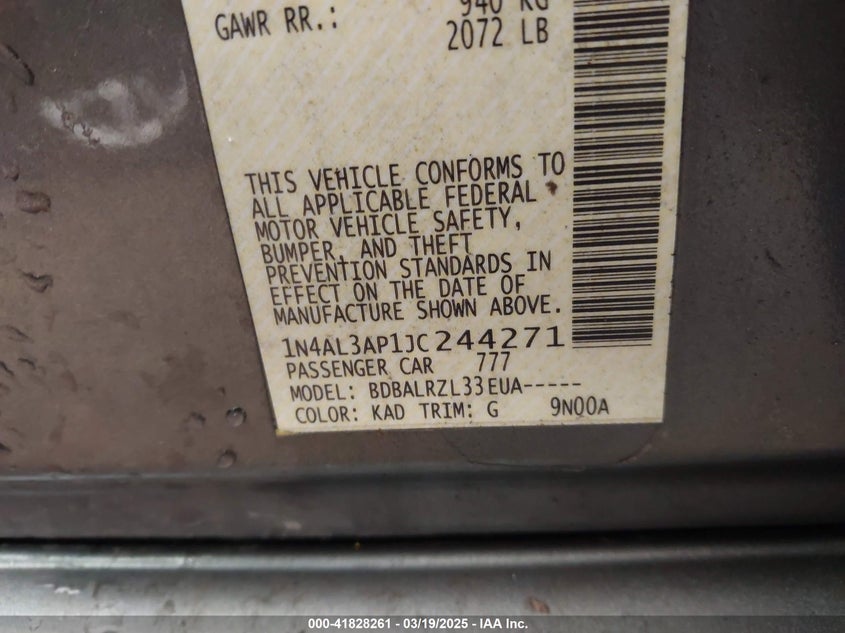 940 KG
GAWR RR.:
2072 LB
THIS VEHICLE CONFORMS TO
ALL APPLICABLE FEDERAL
MOTOR VEHICLE SAFETY,
BUMPER, AND THEFT
PREVENTION STANDARDS IN
EFFECT ON THE DATE OF
MANUFACTURE SHOWN ABOVE.
1N4AL3AP1JC244271
PASSENGER CAR 777
MODEL: BDBALRZL33EUA-----
COLOR: KAD TRIM: G 9N00A
000-41828261 - 03/19/2025 - IAA Inc.